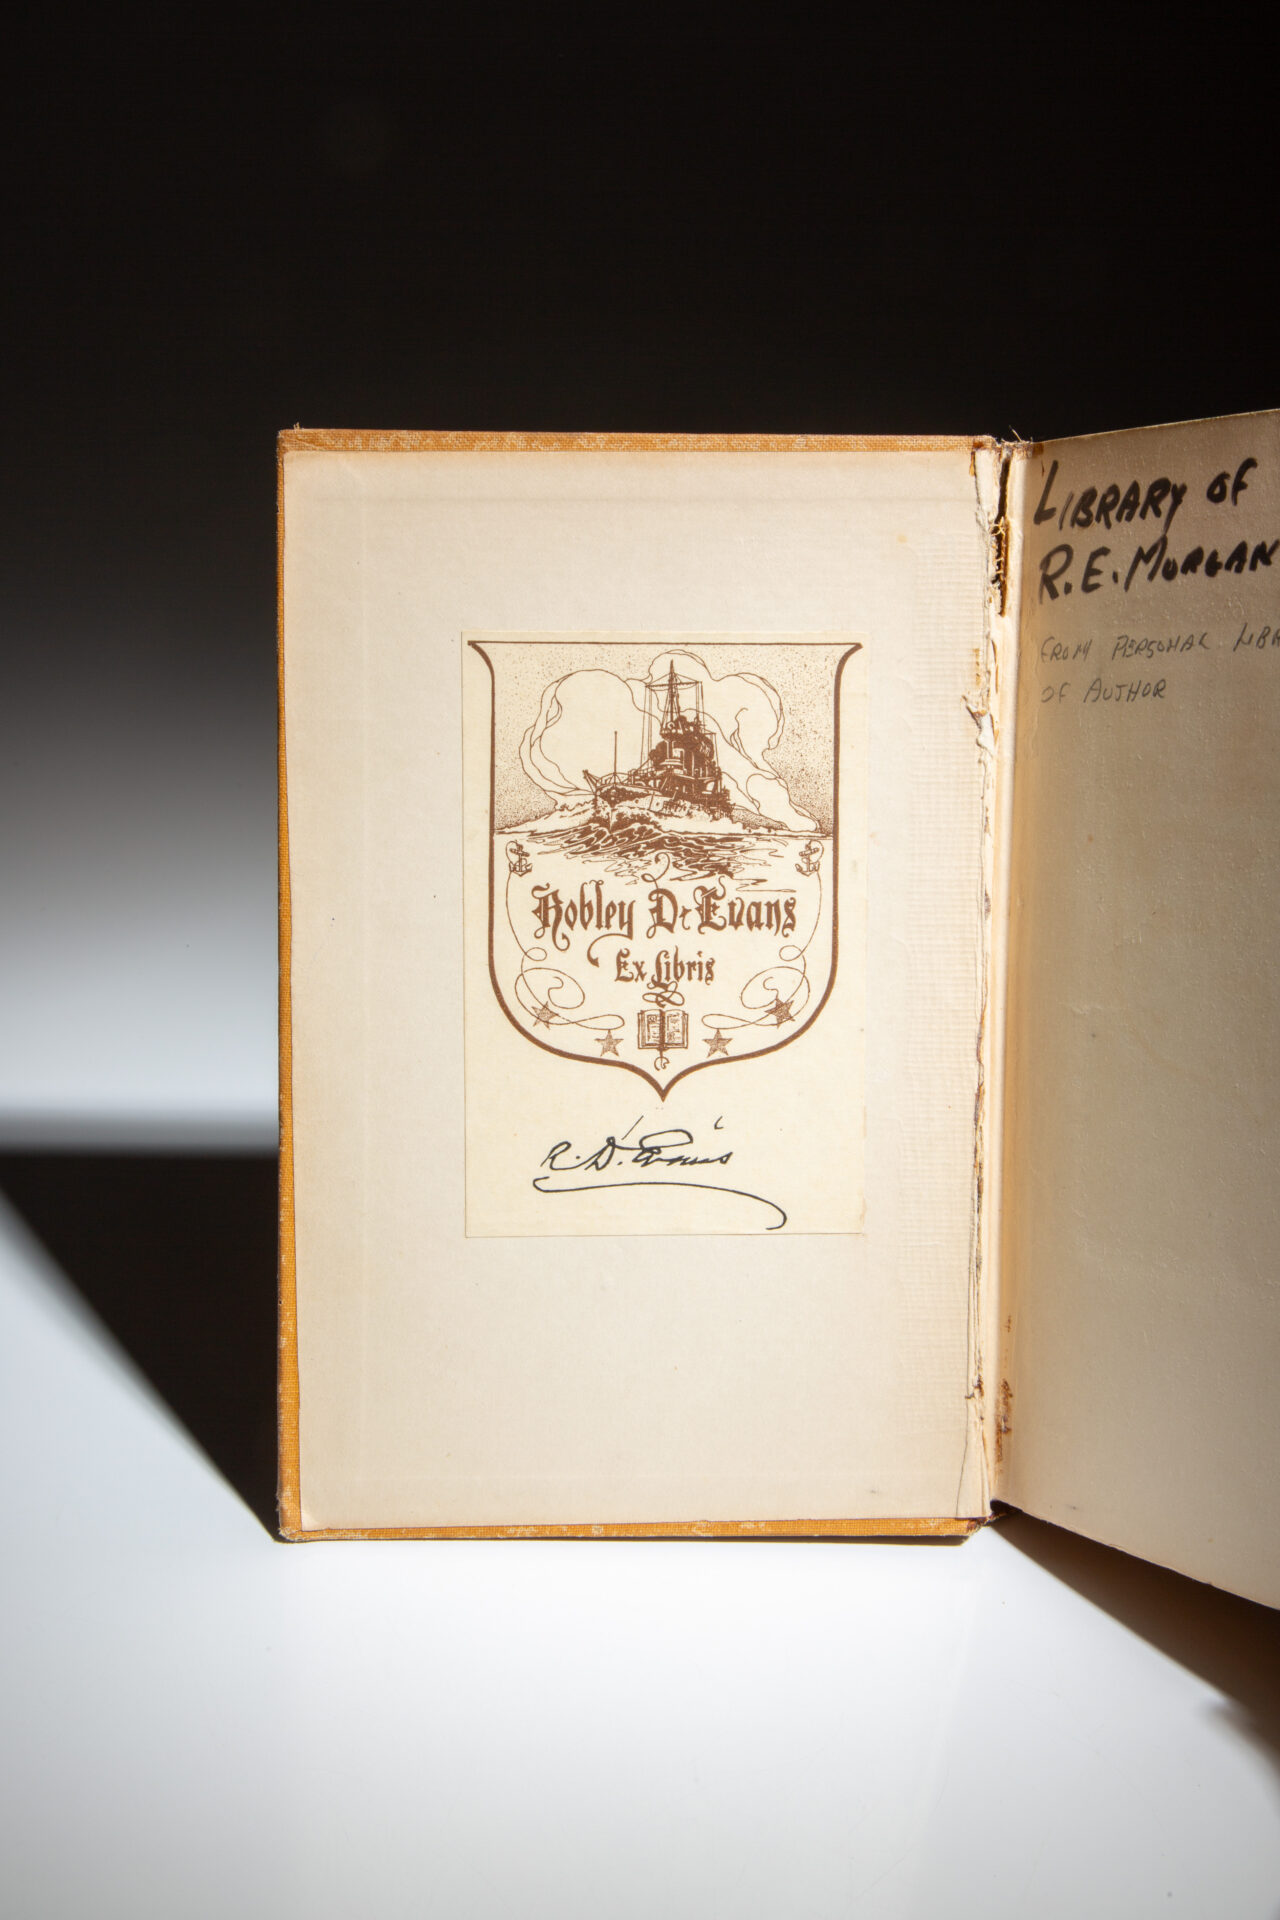 Robley D. Evans
Ex Libris
R. D. Evans
LIBRARY OF
R. E. MORGAN
FROM PERSONAL LIBR
OF AUTHOR